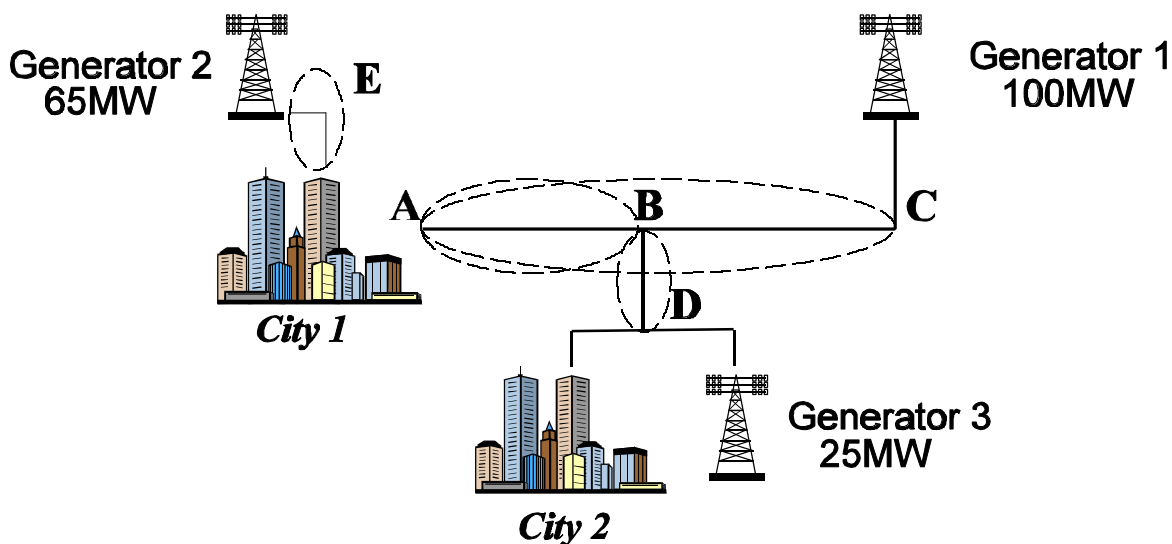 Generator 2
65MW
E
Generator 1
100MW
A
B
C
City 1
D
Generator 3
25MW
City 2